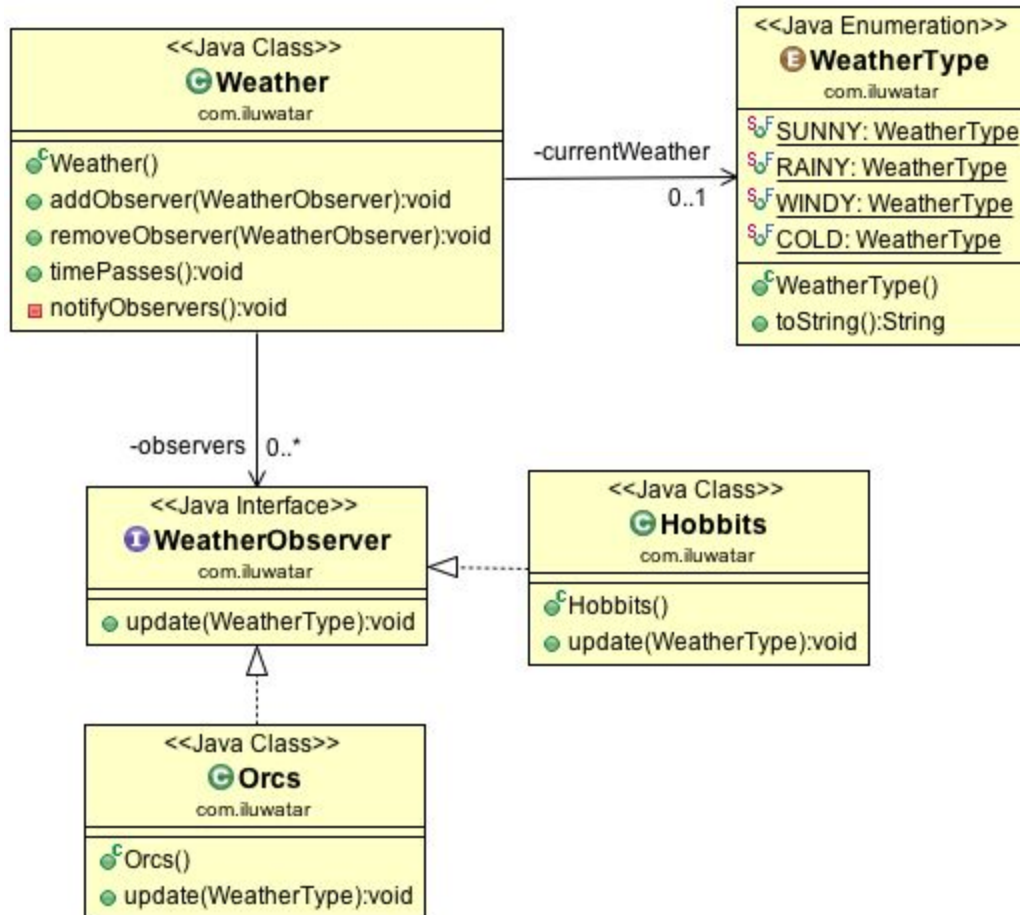 <<Java Class>>
Weather
com.iluwatar
Weather()
addObserver(WeatherObserver):void
removeObserver(WeatherObserver):void
timePasses():void
notifyObservers():void
-currentWeather
0..1
<<Java Enumeration>>
WeatherType
com.iluwatar
SUNNY: WeatherType
RAINY: WeatherType
WINDY: WeatherType
COLD: WeatherType
WeatherType()
toString():String
-observers 0..*
<<Java Interface>>
WeatherObserver
com.iluwatar
update(WeatherType):void
<<Java Class>>
Hobbits
com.iluwatar
Hobbits()
update(WeatherType):void
<<Java Class>>
Orcs
com.iluwatar
Orcs()
update(WeatherType):void